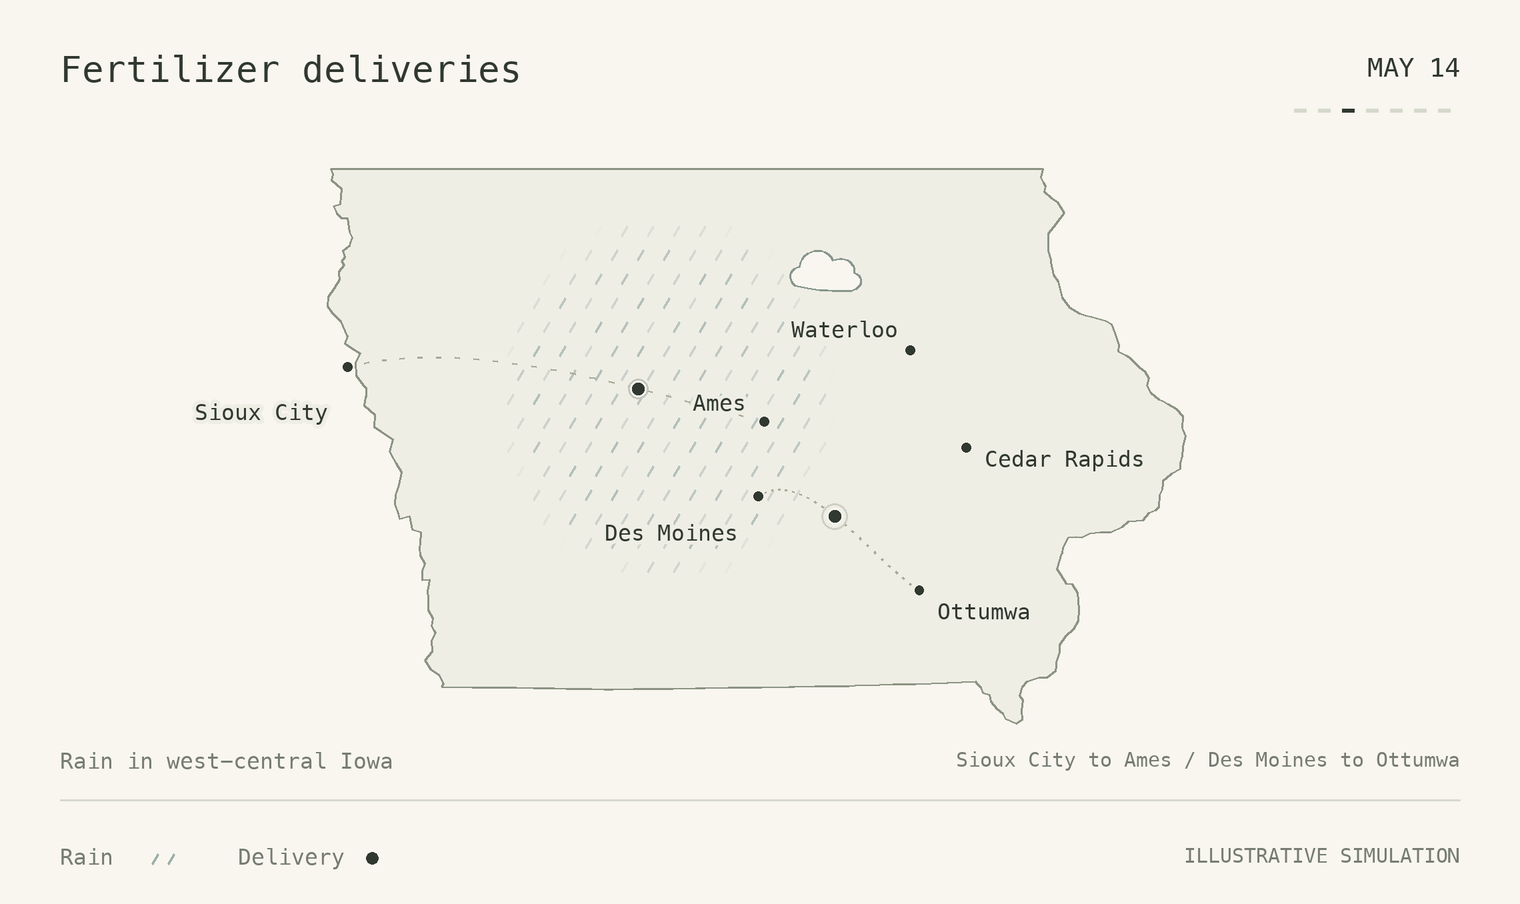 Fertilizer deliveries
MAY 14
Waterloo
Ames
Sioux City
Cedar Rapids
Des Moines
Ottumwa
Rain in west–central Iowa
Sioux City to Ames / Des Moines to Ottumwa
Rain
Delivery
ILLUSTRATIVE SIMULATION